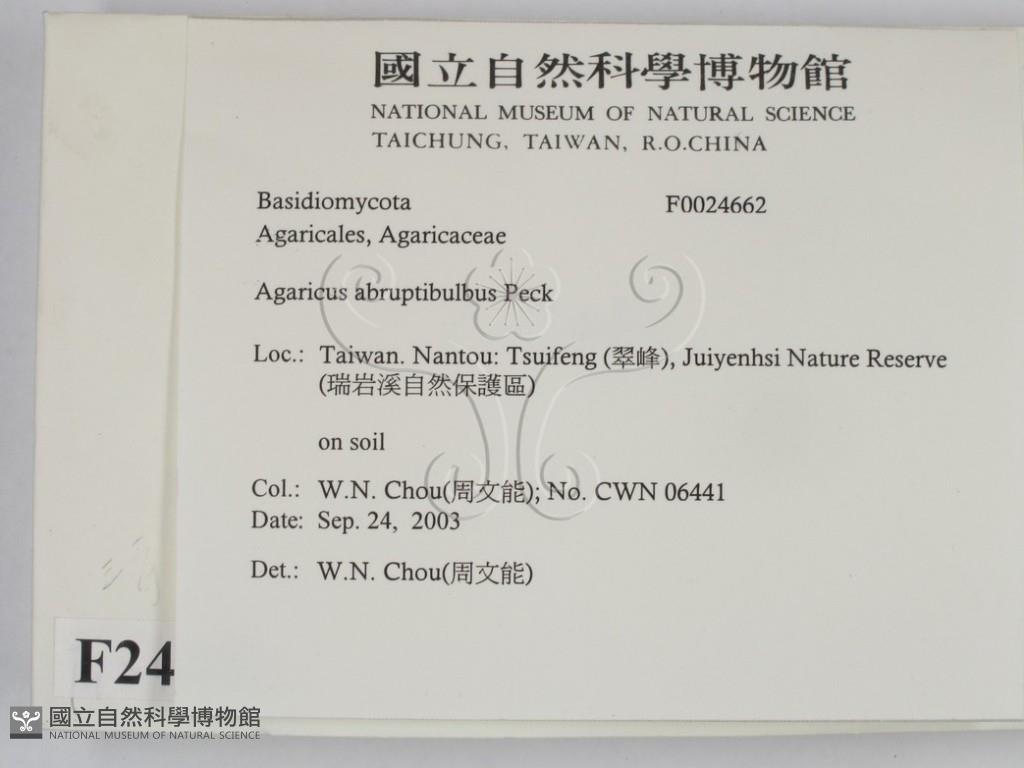 國立自然科學博物館
NATIONAL MUSEUM OF NATURAL SCIENCE
TAICHUNG, TAIWAN, R.O.CHINA
Basidiomycota F0024662
Agaricales, Agaricaceae
Agaricus abruptibulbus Peck
Loc.: Taiwan. Nantou: Tsuifeng (翠峰), Juiyenhsi Nature Reserve
(瑞岩溪自然保護區)
on soil
Col.: W.N. Chou(周文能); No. CWN 06441
Date: Sep. 24, 2003
Det.: W.N. Chou(周文能)
F24
國立自然科學博物館
NATIONAL MUSEUM OF NATURAL SCIENCE